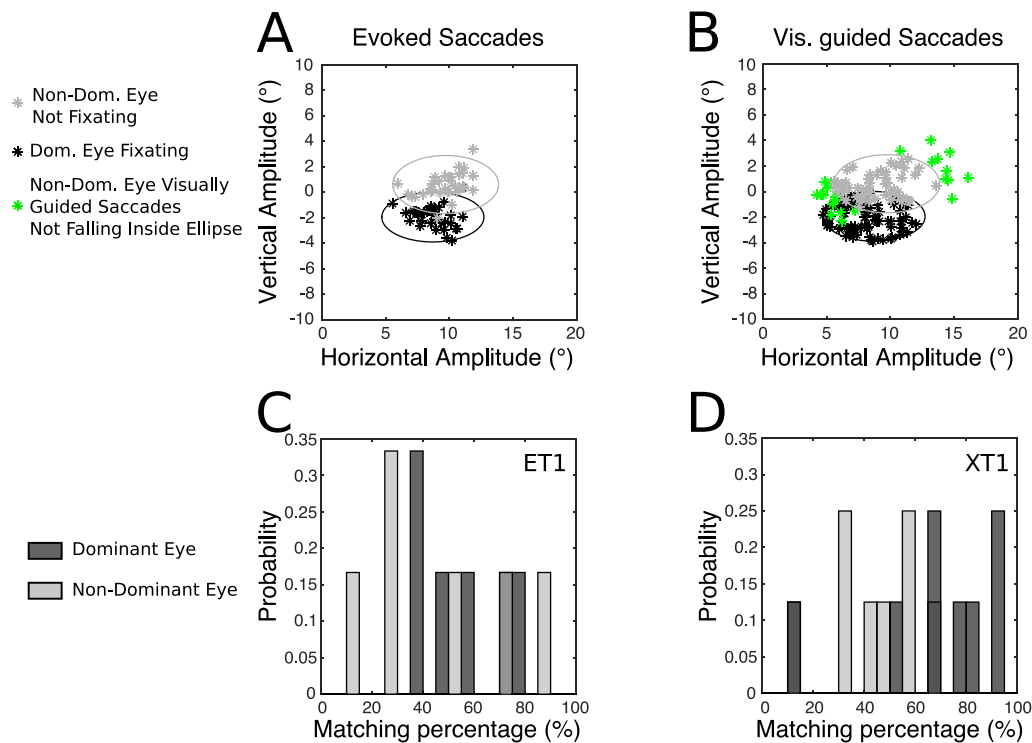 A
Evoked Saccades
B
Vis. guided Saccades
Non-Dom. Eye
Not Fixating
Dom. Eye Fixating
Non-Dom. Eye Visually
Guided Saccades
Not Falling Inside Ellipse
Vertical Amplitude (°)
10
8
6
4
2
0
-2
-4
-6
-8
-10
0 5 10 15 20
Horizontal Amplitude (°)
Vertical Amplitude (°)
10
8
6
4
2
0
-2
-4
-6
-8
-10
0 5 10 15 20
Horizontal Amplitude (°)
C
ET1
Dominant Eye
Non-Dominant Eye
Probability
0.35
0.3
0.25
0.2
0.15
0.1
0.05
0
0 20 40 60 80 100
Matching percentage (%)
D
XT1
Probability
0.35
0.3
0.25
0.2
0.15
0.1
0.05
0
0 20 40 60 80 100
Matching percentage (%)